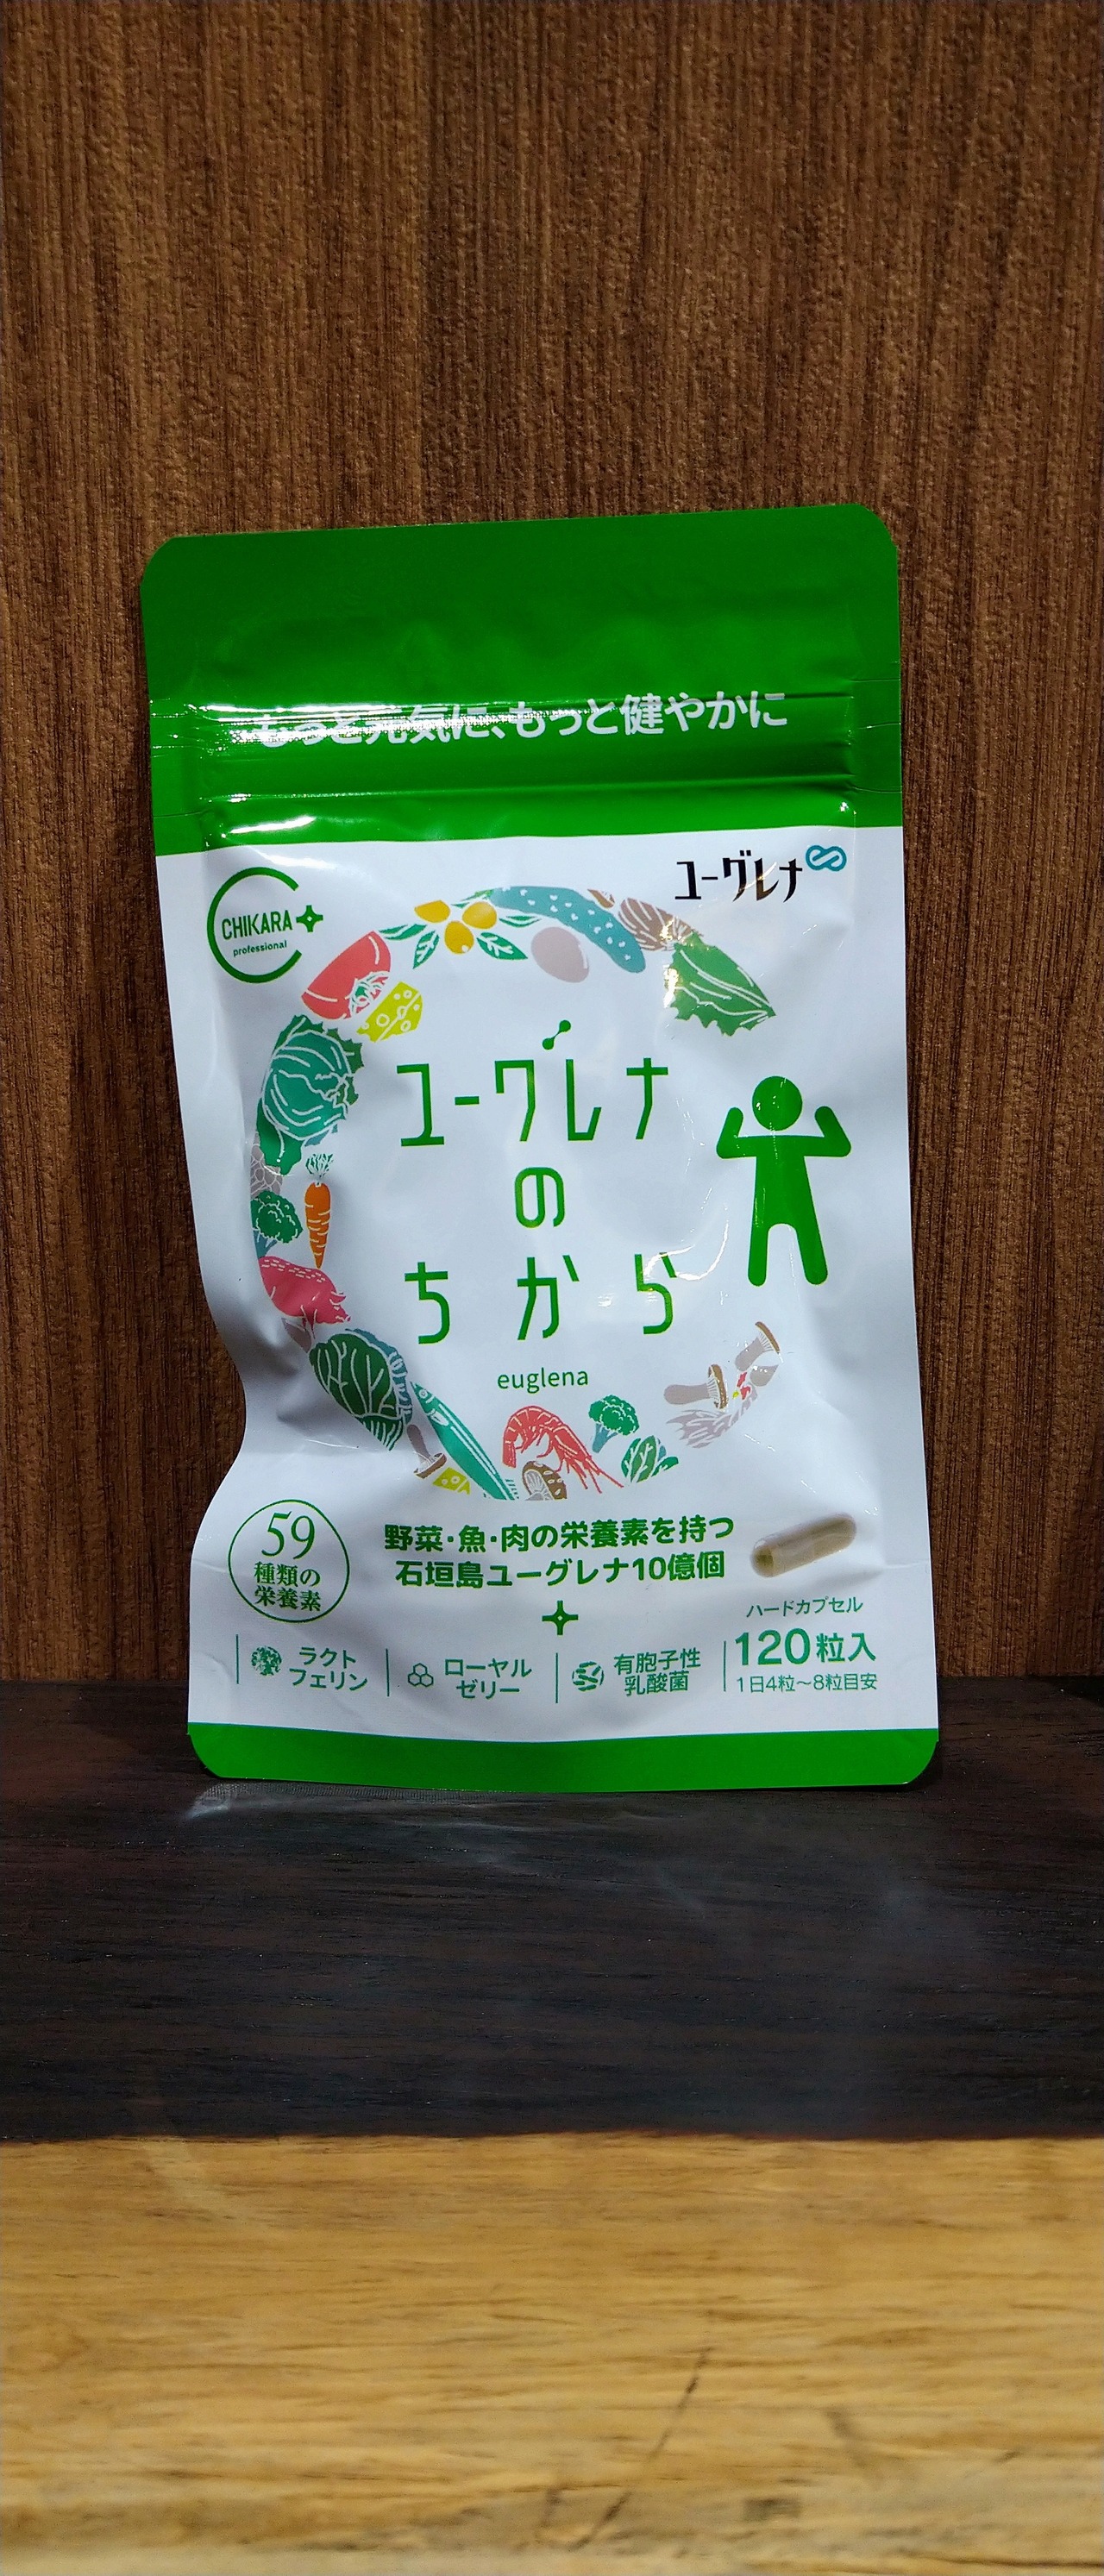 もっと元気に、もっと健やかに
ユーグレナ
CHIKARA
professional
ユーグレナ
の
ちから
euglena
59
種類の
栄養素
野菜・魚・肉の栄養素を持つ
石垣島ユーグレナ10億個
ハードカプセル
120粒入
1日4粒～8粒目安
ラクト
フェリン
ローヤル
ゼリー
有胞子性
乳酸菌